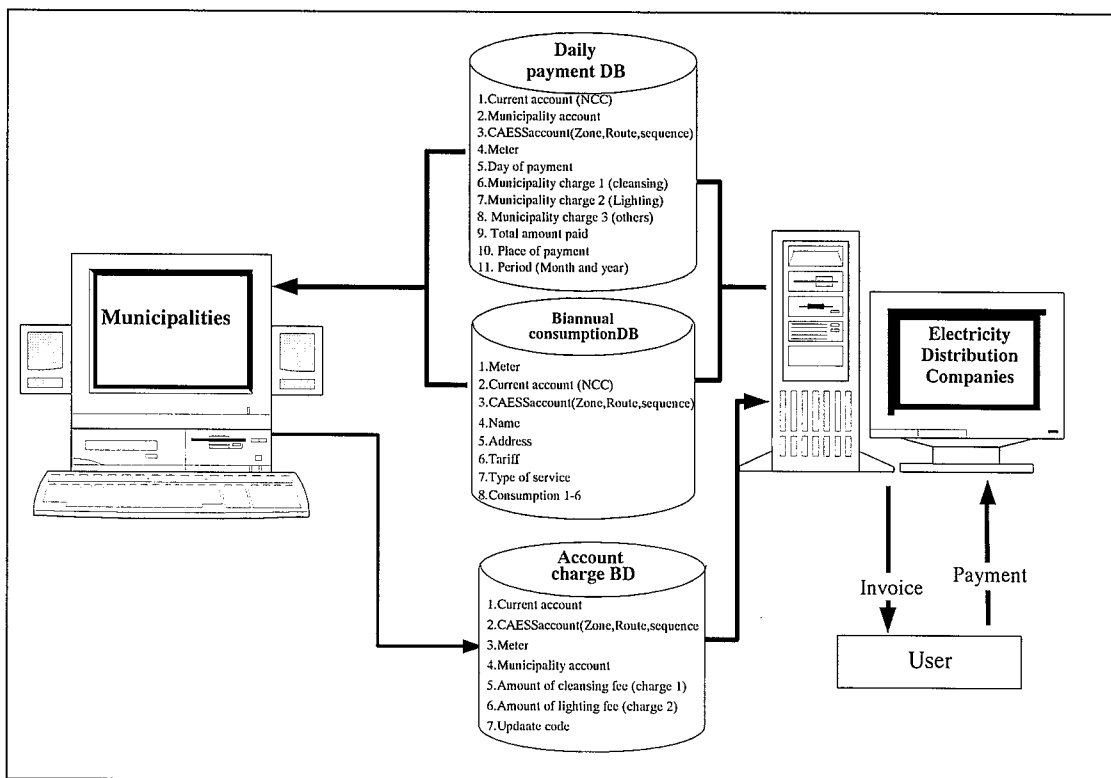 Daily
payment DB
1.Current account (NCC)
2.Municipality account
3.CAESSaccount(Zone,Route,sequence)
4.Meter
5.Day of payment
6.Municipality charge 1 (cleansing)
7.Municipality charge 2 (Lighting)
8. Municipality charge 3 (others)
9. Total amount paid
10. Place of payment
11. Period (Month and year)
Municipalities
Biannual
consumptionDB
1.Meter
2.Current account (NCC)
3.CAESSaccount(Zone,Route,sequence)
4.Name
5.Address
6.Tariff
7.Type of service
8.Consumption 1-6
Electricity
Distribution
Companies
Account
charge BD
1.Current account
2.CAESSaccount(Zone,Route,sequence
3.Meter
4.Municipality account
5.Amount of cleansing fee (charge 1)
6.Amount of lighting fee (charge 2)
7.Updaate code
Invoice
Payment
User